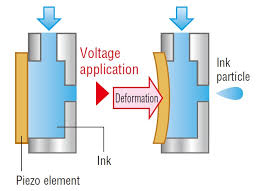 Voltage
application
Deformation
Ink
particle
Ink
Piezo element